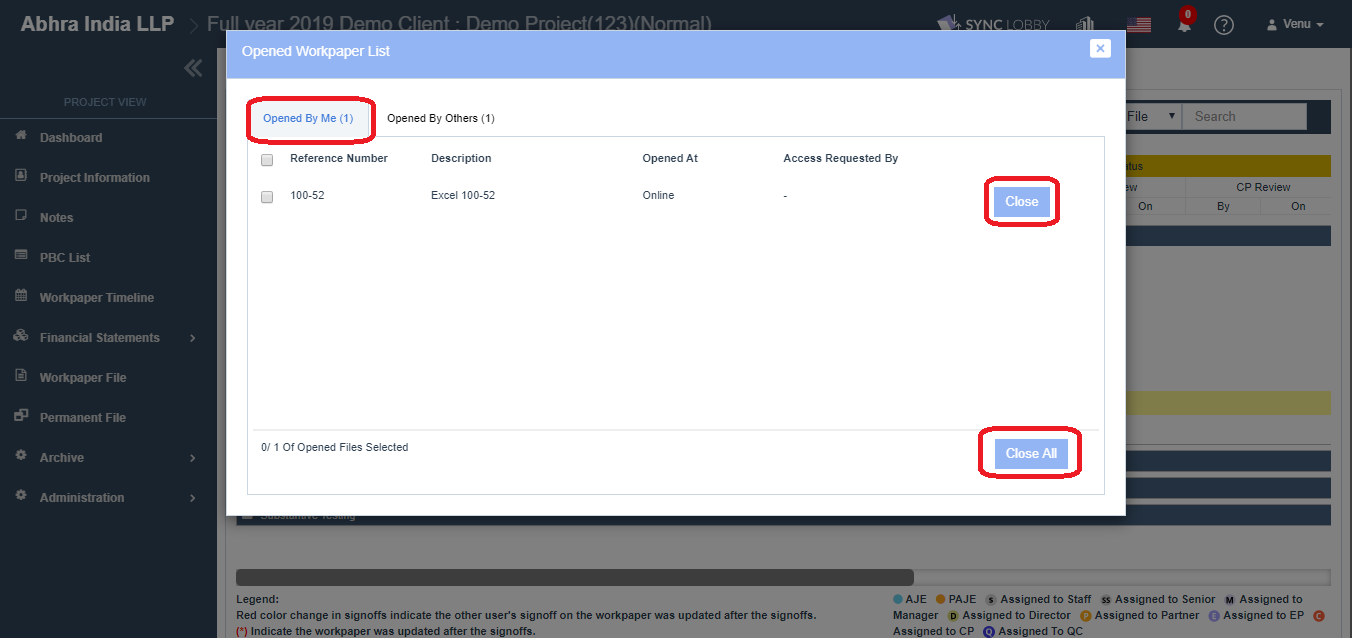 Abhra India LLP
Full year 2019 Demo Client : Demo Project(123)(Normal)
SYNC LOBBY
0
?
Venu
Opened Workpaper List
×
PROJECT VIEW
Dashboard
Project Information
Notes
PBC List
Workpaper Timeline
Financial Statements
Workpaper File
Permanent File
Archive
Administration
Opened By Me (1)
Opened By Others (1)
Reference Number Description Opened At Access Requested By
100-52 Excel 100-52 Online - Close
0/ 1 Of Opened Files Selected
Close All
File
Search
CP Review
On By On
Substantive Testing
Legend:
Red color change in signoffs indicate the other user's signoff on the workpaper was updated after the signoffs.
(*) Indicate the workpaper was updated after the signoffs.
AJE PAJE S Assigned to Staff SS Assigned to Senior M Assigned to
Manager D Assigned to Director P Assigned to Partner E Assigned to EP C
Assigned to CP Q Assigned To QC